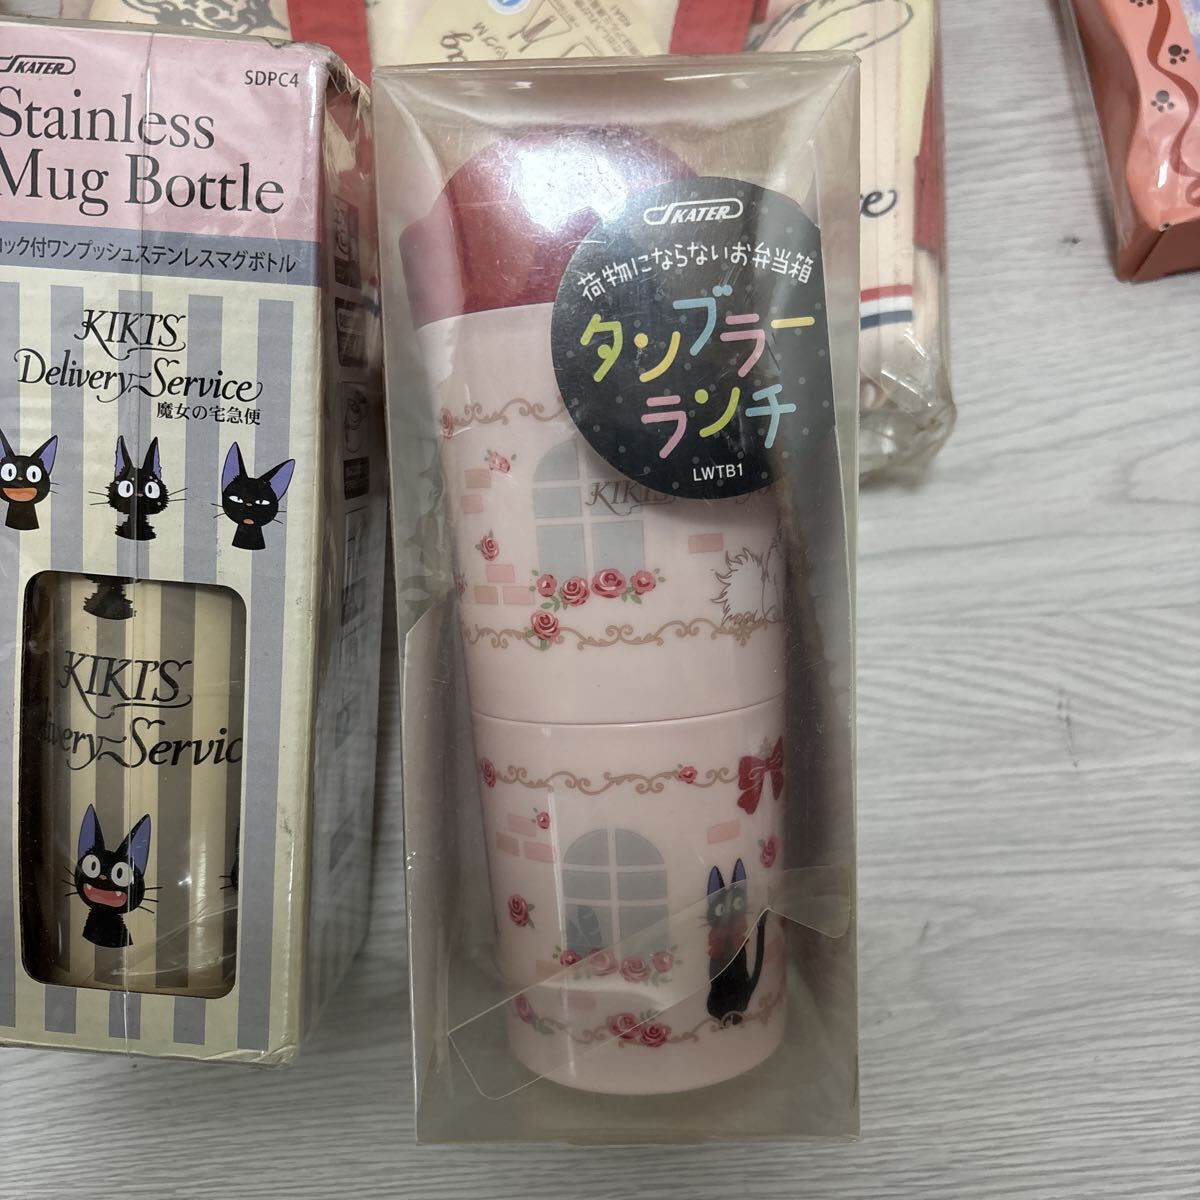 SKATER
SDPC4
Stainless
Mug Bottle
ロック付ワンプッシュステンレスマグボトル
KIKI'S
Delivery Service
魔女の宅急便
KIKI'S
Delivery Service
SKATER
荷物にならないお弁当箱
タンブラー
ランチ
LWTB1
KIKI'S